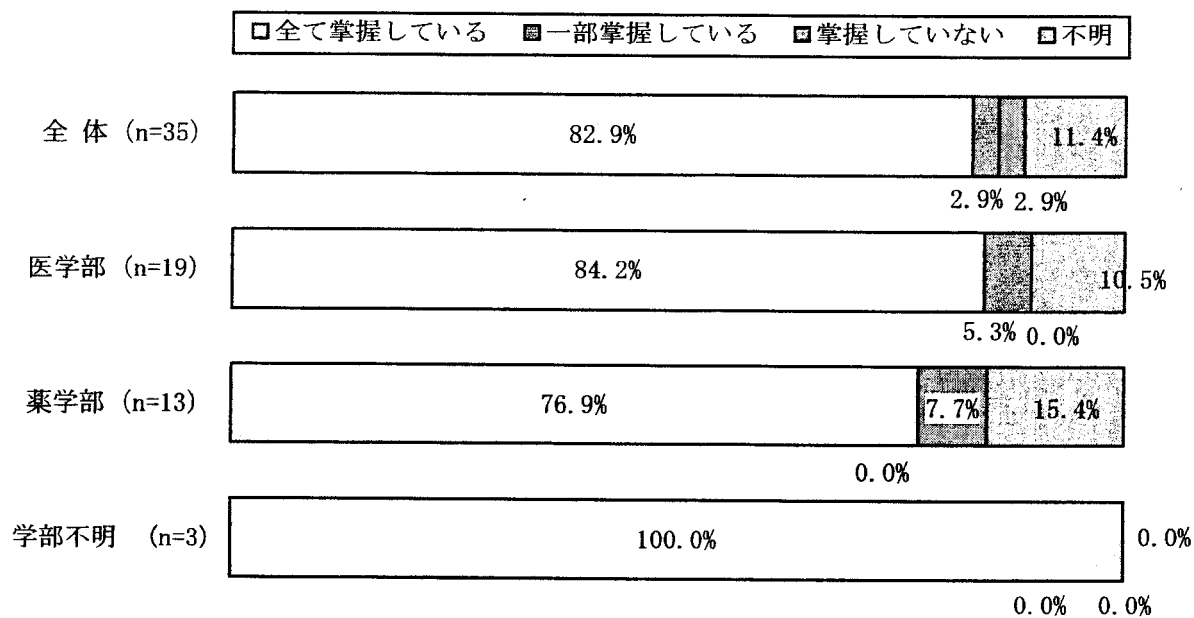 □全て掌握している ■一部掌握している ■掌握していない □不明
全 体 (n=35) 82.9% 11.4%
2.9% 2.9%
医学部 (n=19) 84.2% 10.5%
5.3% 0.0%
薬学部 (n=13) 76.9% 7.7% 15.4%
0.0%
学部不明 (n=3) 100.0% 0.0%
0.0% 0.0%